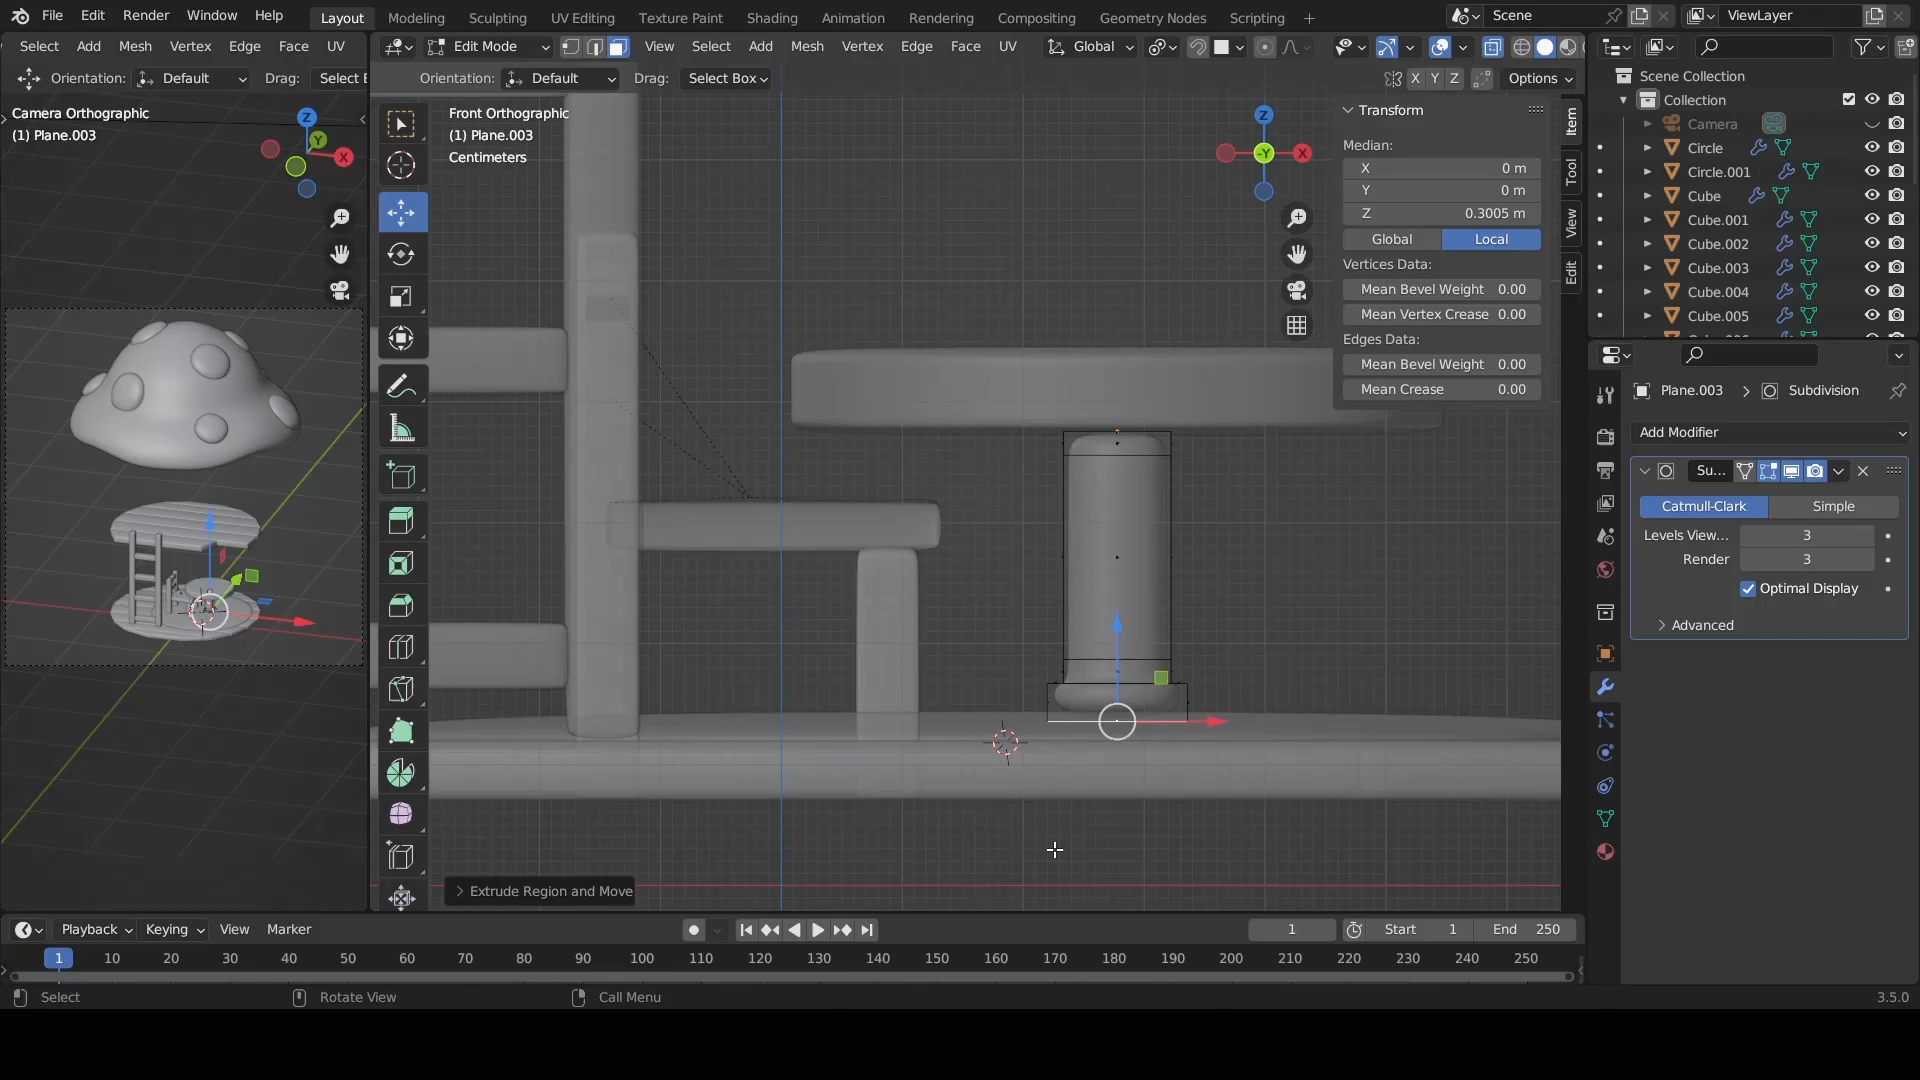 File Edit Render Window Help Layout Modeling Sculpting UV Editing Texture Paint Shading Animation Rendering Compositing Geometry Nodes Scripting + Scene ViewLayer
Select Add Mesh Vertex Edge Face UV Edit Mode View Select Add Mesh Vertex Edge Face UV Global
Orientation: Default Drag: Select B Orientation: Default Drag: Select Box X Y Z Options
Camera Orthographic
(1) Plane.003
Z
Y
X
Front Orthographic
(1) Plane.003
Centimeters
Z
-Y
X
Transform
Median:
X 0 m
Y 0 m
Z 0.3005 m
Global Local
Vertices Data:
Mean Bevel Weight 0.00
Mean Vertex Crease 0.00
Edges Data:
Mean Bevel Weight 0.00
Mean Crease 0.00
Item
Tool
View
Edit
Scene Collection
Collection
Camera
Circle
Circle.001
Cube
Cube.001
Cube.002
Cube.003
Cube.004
Cube.005
Plane.003 > Subdivision
Add Modifier
Su...
Catmull-Clark Simple
Levels View... 3
Render 3
Optimal Display
Advanced
Extrude Region and Move
Playback Keying View Marker 1 Start 1 End 250
1 10 20 30 40 50 60 70 80 90 100 110 120 130 140 150 160 170 180 190 200 210 220 230 240 250
Select Rotate View Call Menu 3.5.0